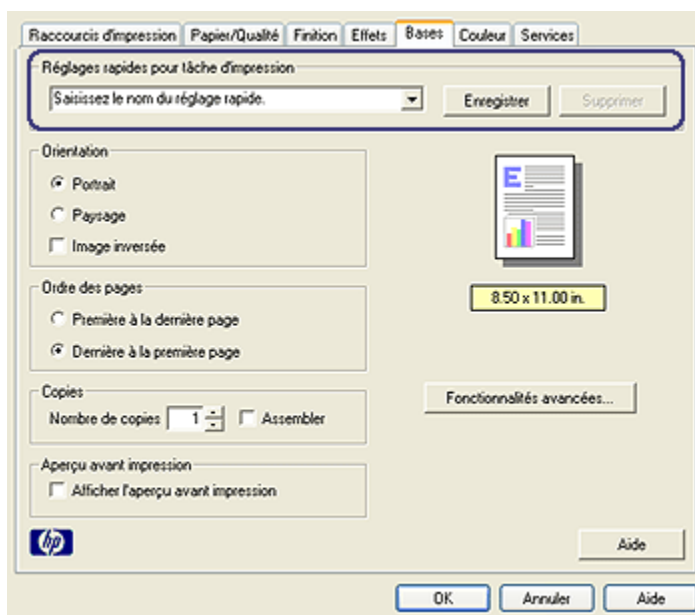 Raccourcis d'impression Papier/Qualité Finition Effets Bases Couleur Services
Réglages rapides pour tâche d'impression
Saisissez le nom du réglage rapide. Enregistrer Supprimer
Orientation
Portrait
Paysage
Image inversée
E
8.50 x 11.00 in.
Ordre des pages
Première à la dernière page
Dernière à la première page
Copies
Nombre de copies 1 Assembler
Fonctionnalités avancées...
Aperçu avant impression
Afficher l'aperçu avant impression
hp
Aide
OK Annuler Aide